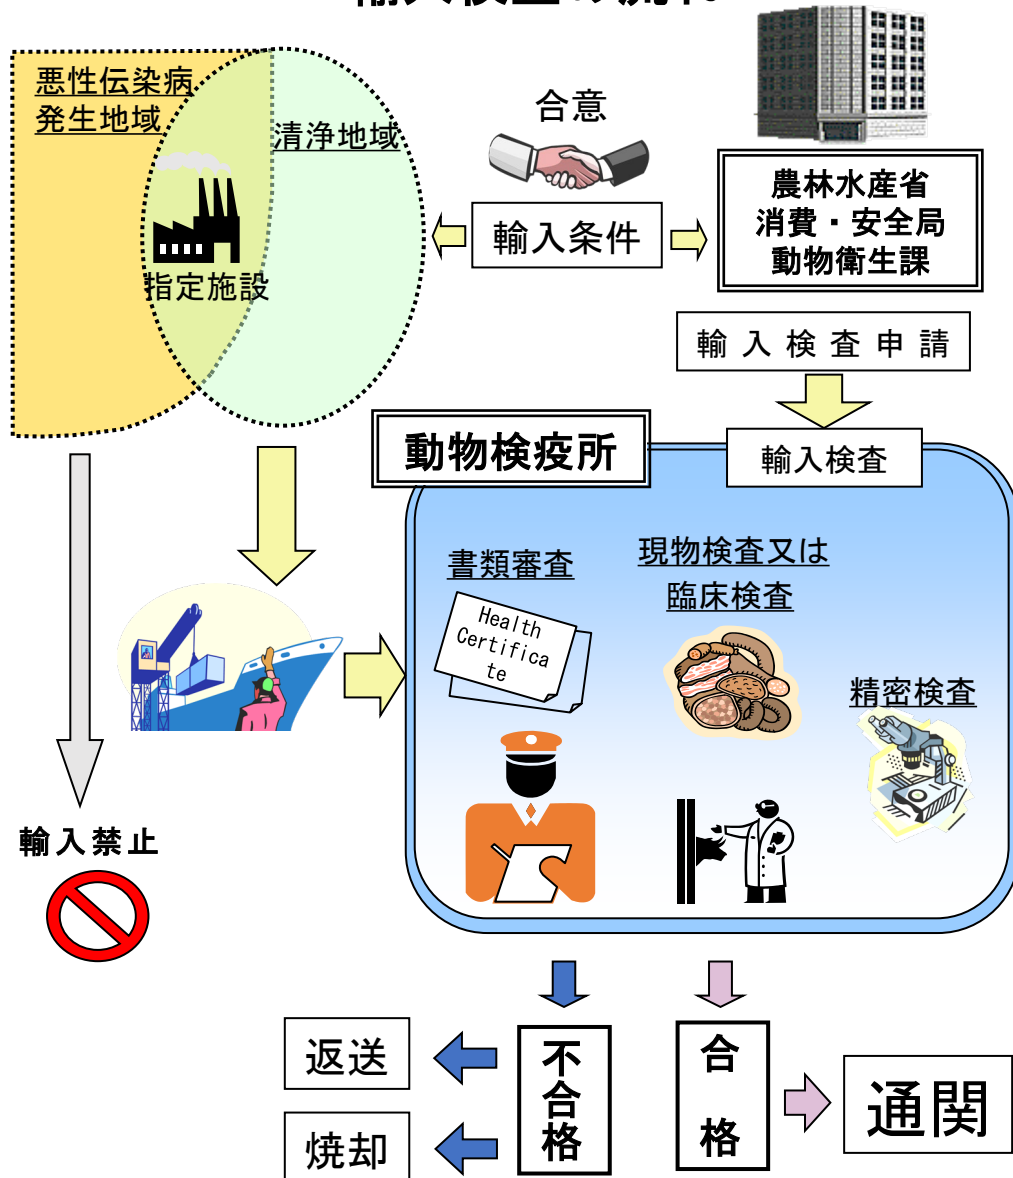 悪性伝染病
発生地域
清浄地域
指定施設
合意
輸入条件
農林水産省
消費・安全局
動物衛生課
輸入検査申請
動物検疫所
輸入検査
書類審査
Health
Certifica
te
現物検査又は
臨床検査
精密検査
輸入禁止
不合格
合格
返送
焼却
通関